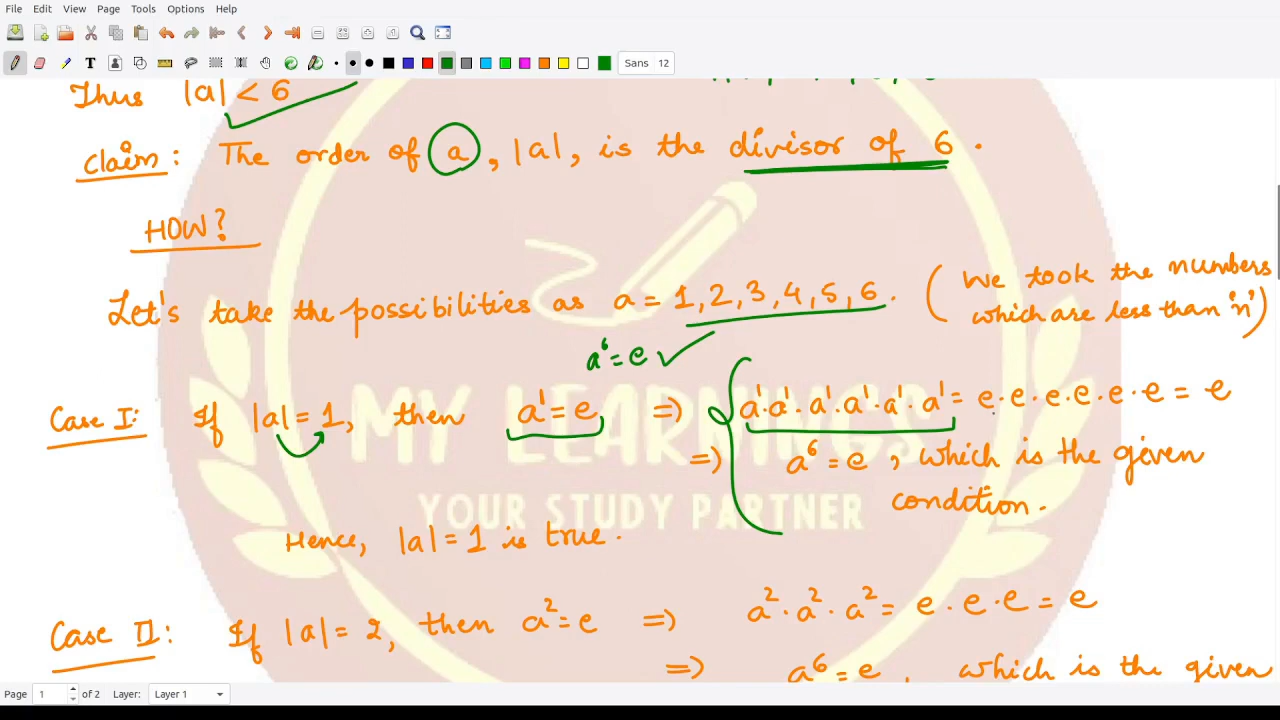 File Edit View Page Tools Options Help
T Sans 12
Thus |a| < 6
Claim: The order of a, |a|, is the divisor of 6.
HOW?
Let's take the possibilities as a = 1, 2, 3, 4, 5, 6. (We took the numbers
which are less than 'n')
a⁶ = e
Case I: If |a| = 1, then a¹ = e => a¹·a¹·a¹·a¹·a¹·a¹ = e·e·e·e·e·e = e
=> a⁶ = e, which is the given
condition.
Hence, |a| = 1 is true.
Case II: If |a| = 2, then a² = e => a²·a²·a² = e·e·e = e
=> a⁶ = e, which is the given
MY LEARNINGS
YOUR STUDY PARTNER
Page 1 of 2 Layer: Layer 1